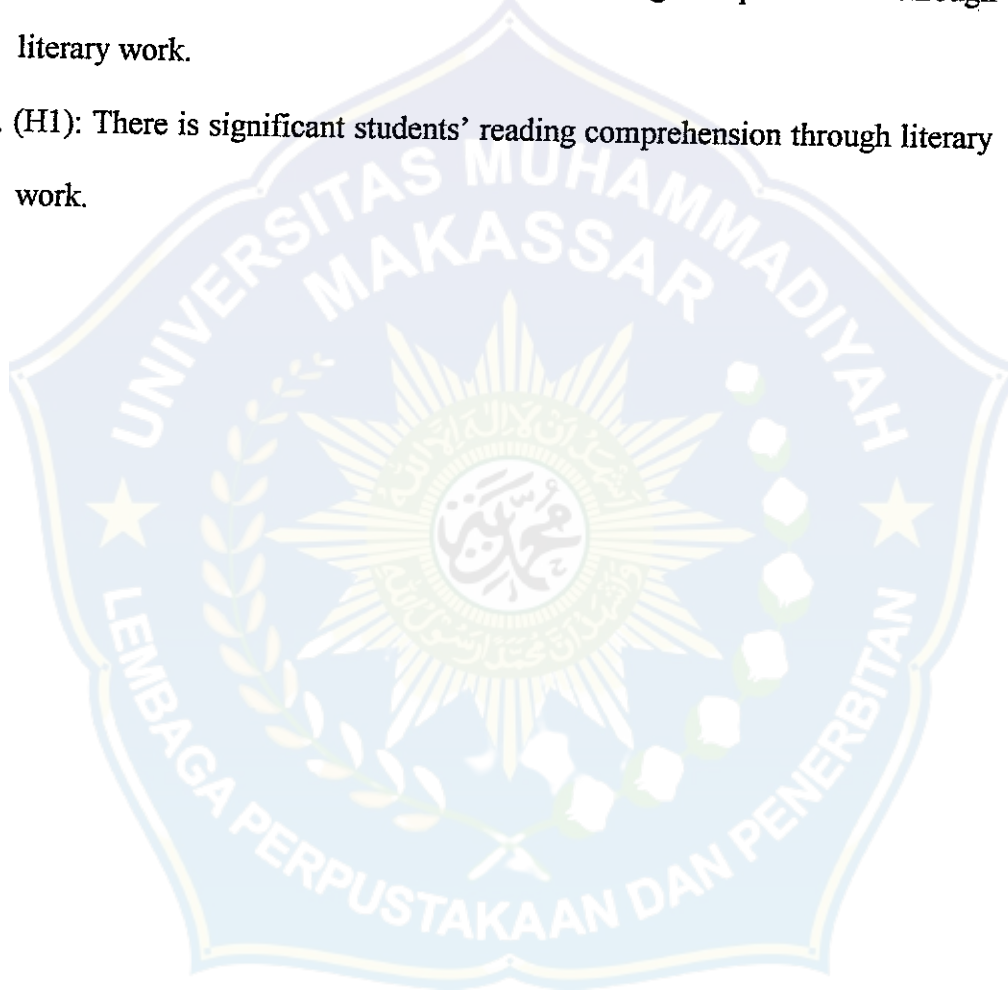 literary work.
(H1): There is significant students' reading comprehension through literary
work.
UNIVERSITAS MUHAMMADIYAH
MAKASSAR
LEMBAGA PERPUSTAKAAN DAN PENERBITAN